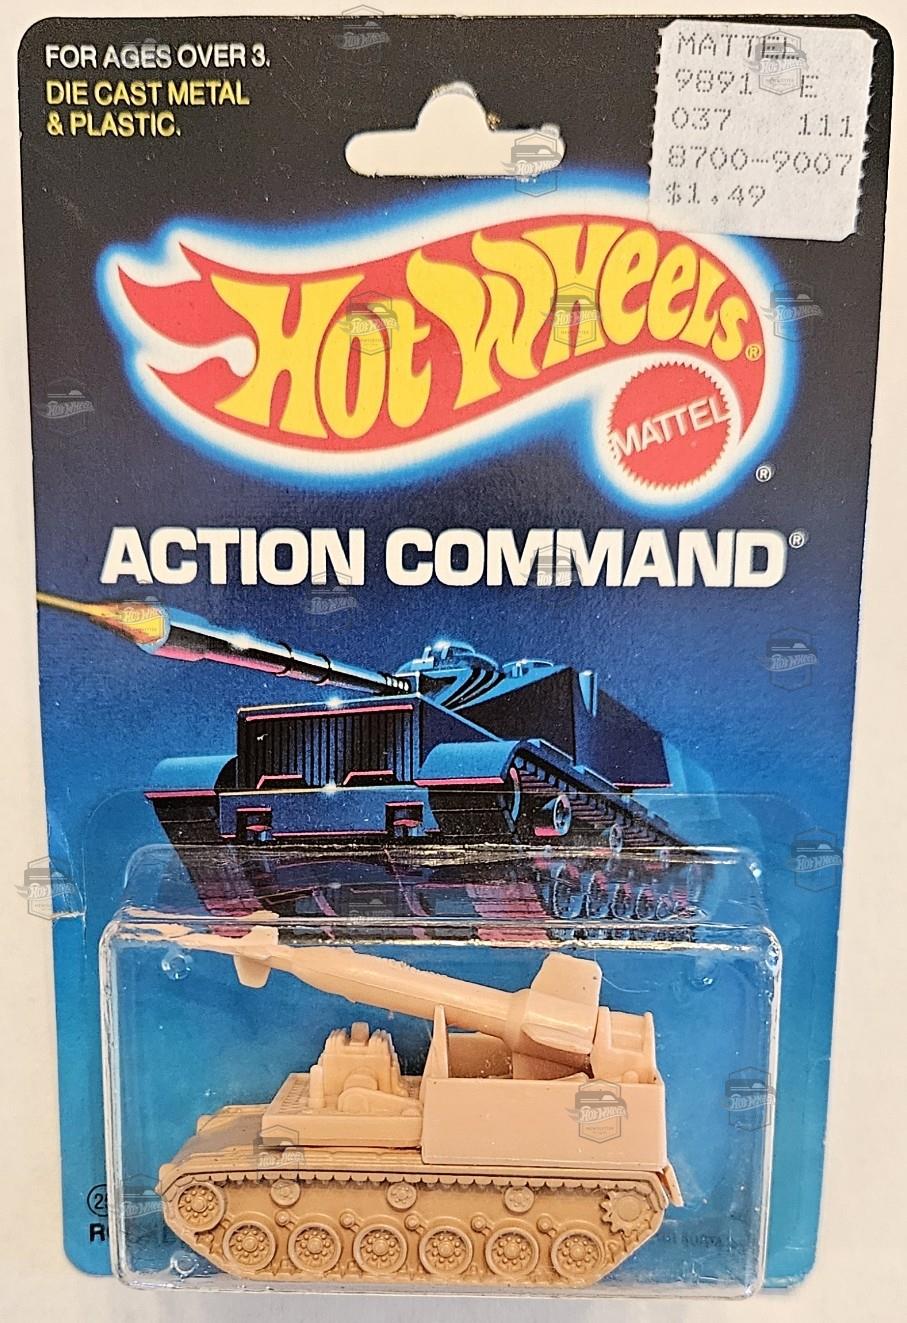 FOR AGES OVER 3.
DIE CAST METAL
& PLASTIC.
MATTEL
9891 E
037 111
8700-9007
$1.49
HOT WHEELS®
MATTEL
®
ACTION COMMAND®